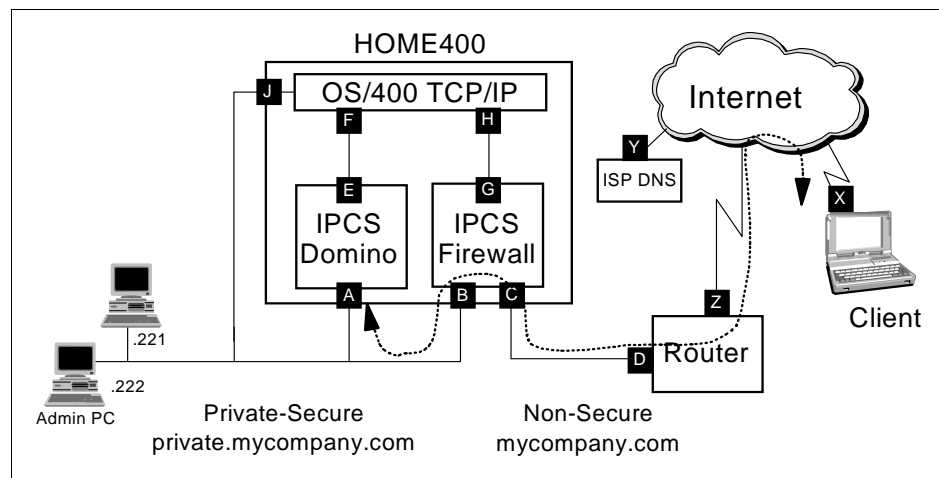 HOME400
J
OS/400 TCP/IP
F
H
Internet
Y
ISP DNS
X
E
G
IPCS
Domino
IPCS
Firewall
A
B
C
Z
Client
.221
D
Router
.222
Admin PC
Private-Secure
private.mycompany.com
Non-Secure
mycompany.com